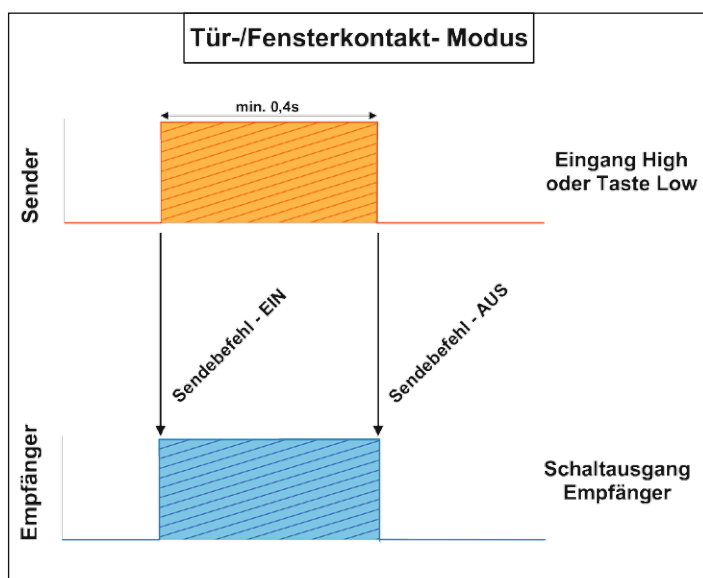 Tür-/Fensterkontakt- Modus
min. 0,4s
Sender
Eingang High
oder Taste Low
Sendebefehl - EIN
Sendebefehl - AUS
Empfänger
Schaltausgang
Empfänger